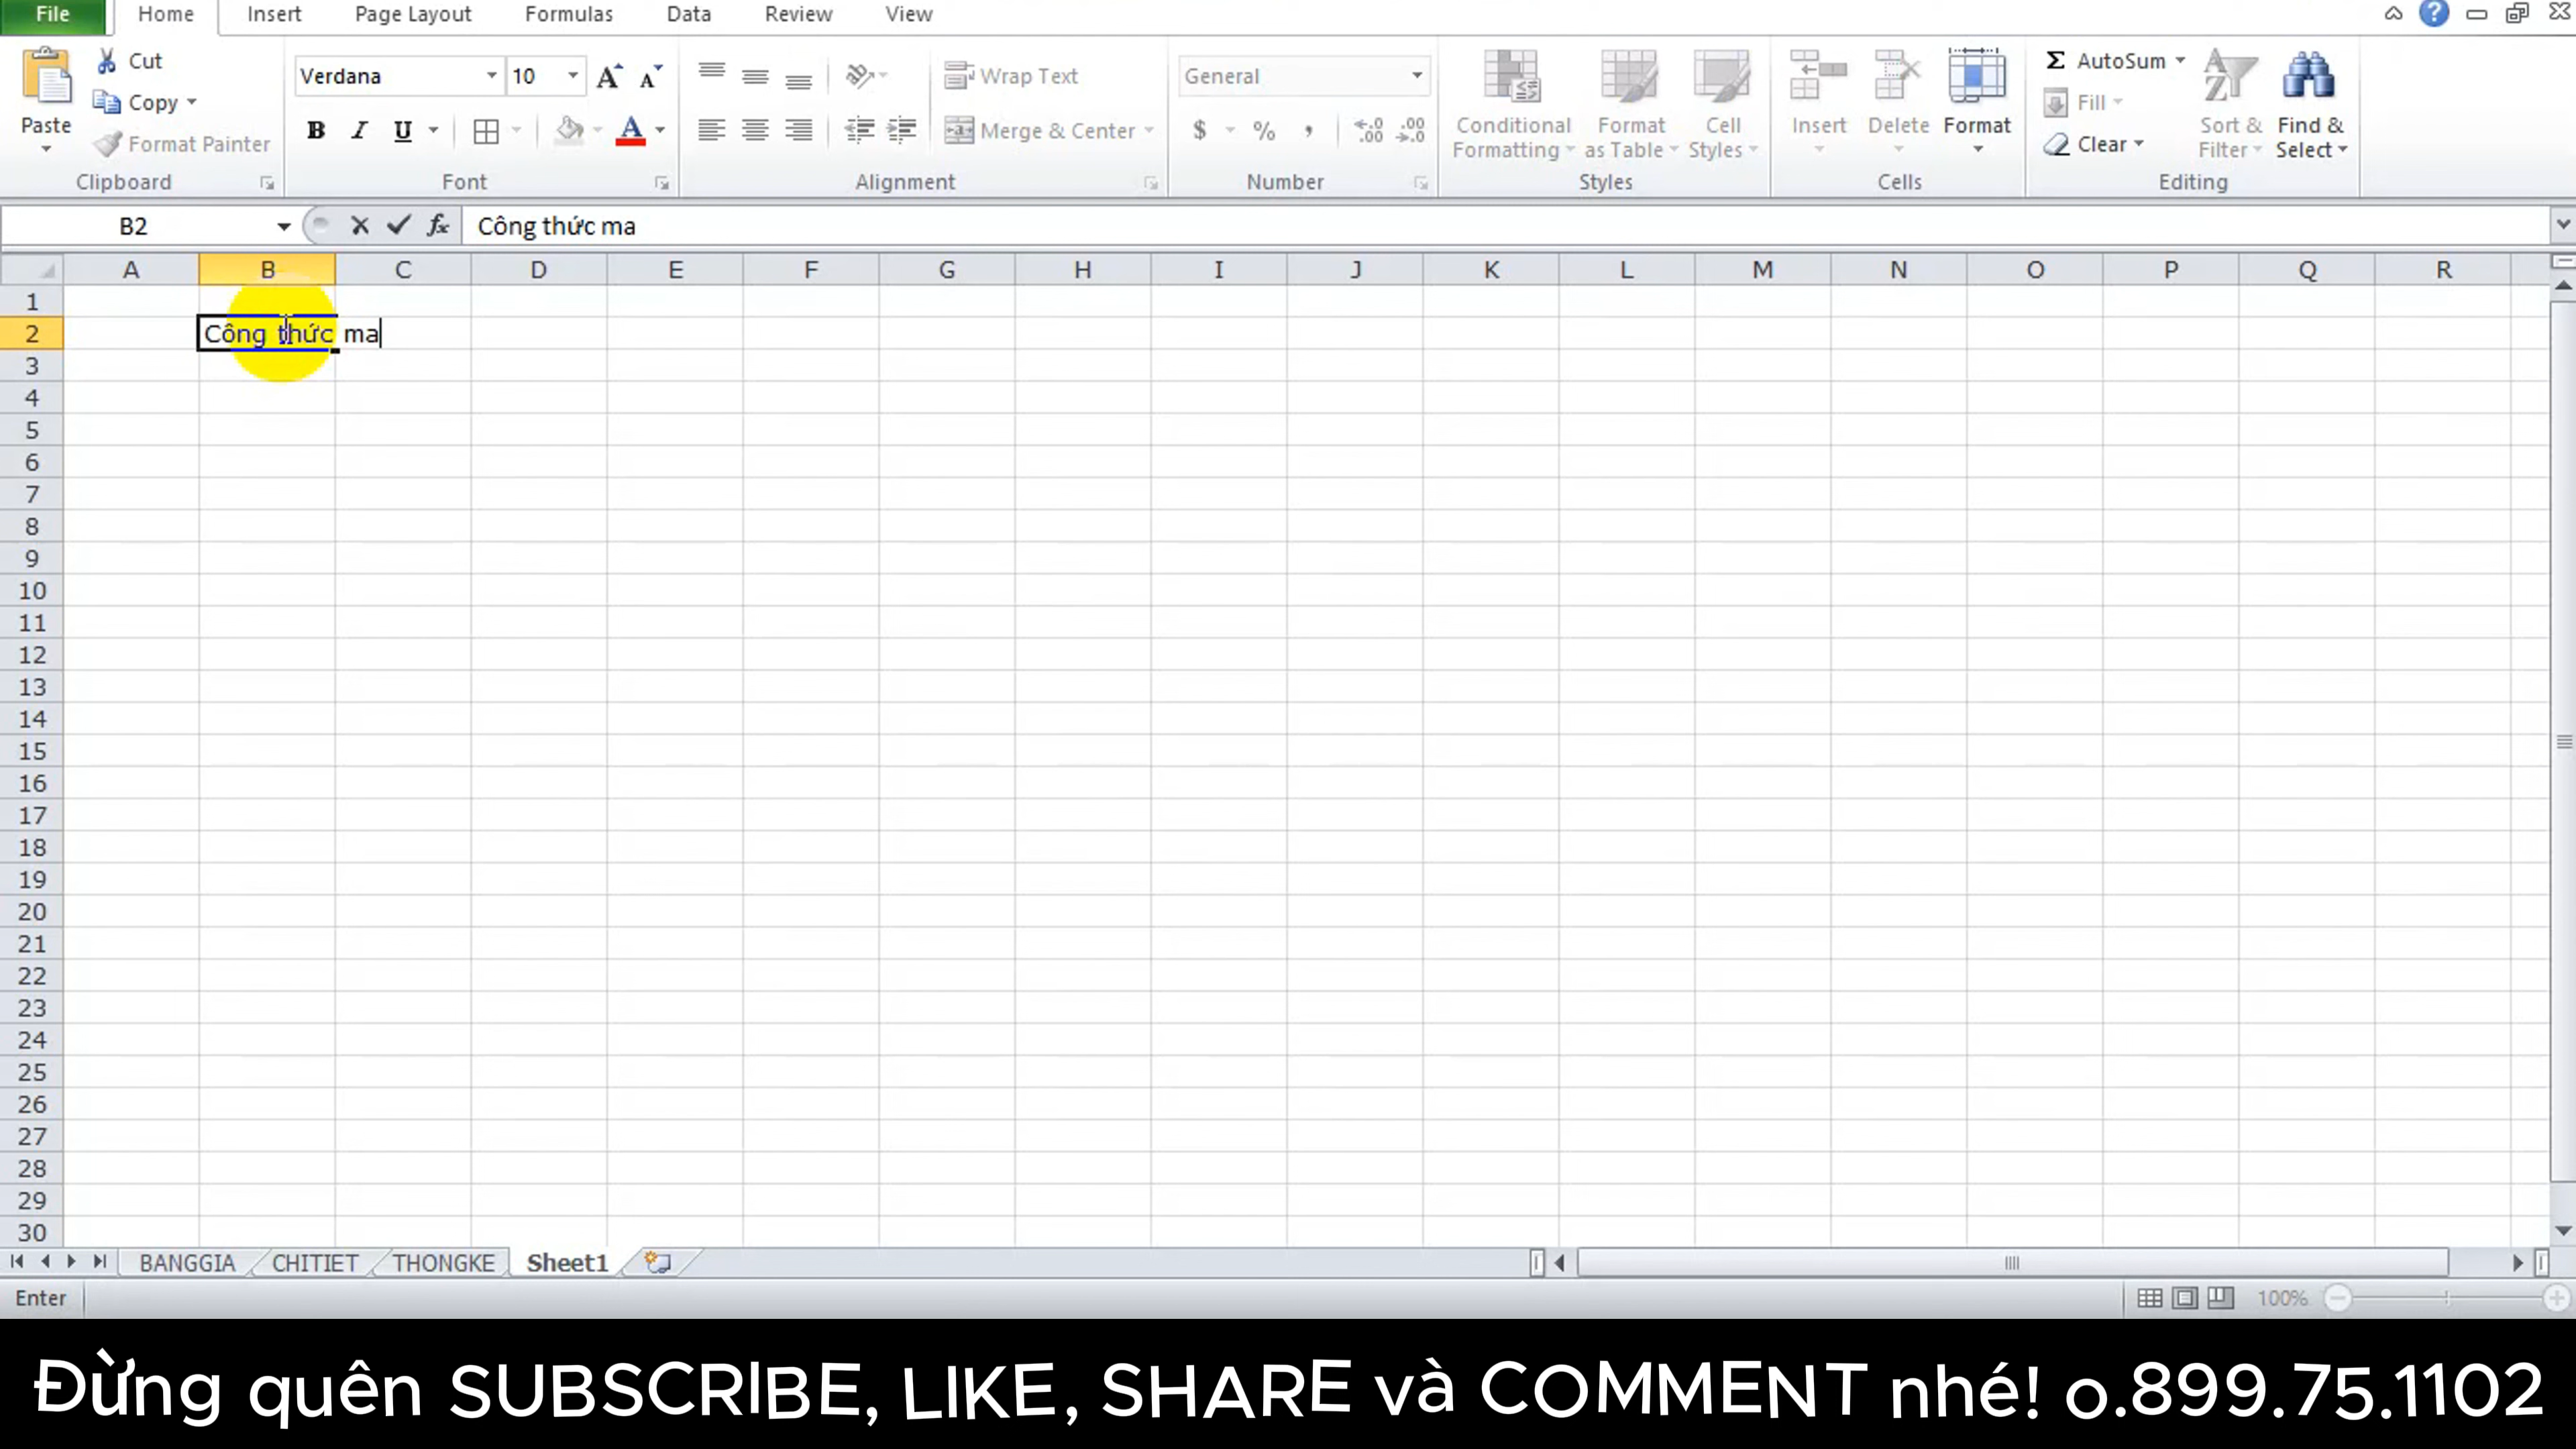 File Home Insert Page Layout Formulas Data Review View
Cut Verdana 10 Wrap Text General AutoSum
Copy Fill
Paste Format Painter B I U Merge & Center $ % , Conditional Formatting Format as Table Cell Styles Insert Delete Format Clear Sort & Filter Find & Select
Clipboard Font Alignment Number Styles Cells Editing
B2 fx Công thức ma
A B C D E F G H I J K L M N O P Q R
1
2 Công thức ma
3
4
5
6
7
8
9
10
11
12
13
14
15
16
17
18
19
20
21
22
23
24
25
26
27
28
29
30
BANGGIA CHITIET THONGKE Sheet1
Enter 100%
Đừng quên SUBSCRIBE, LIKE, SHARE và COMMENT nhé! 0.899.75.1102